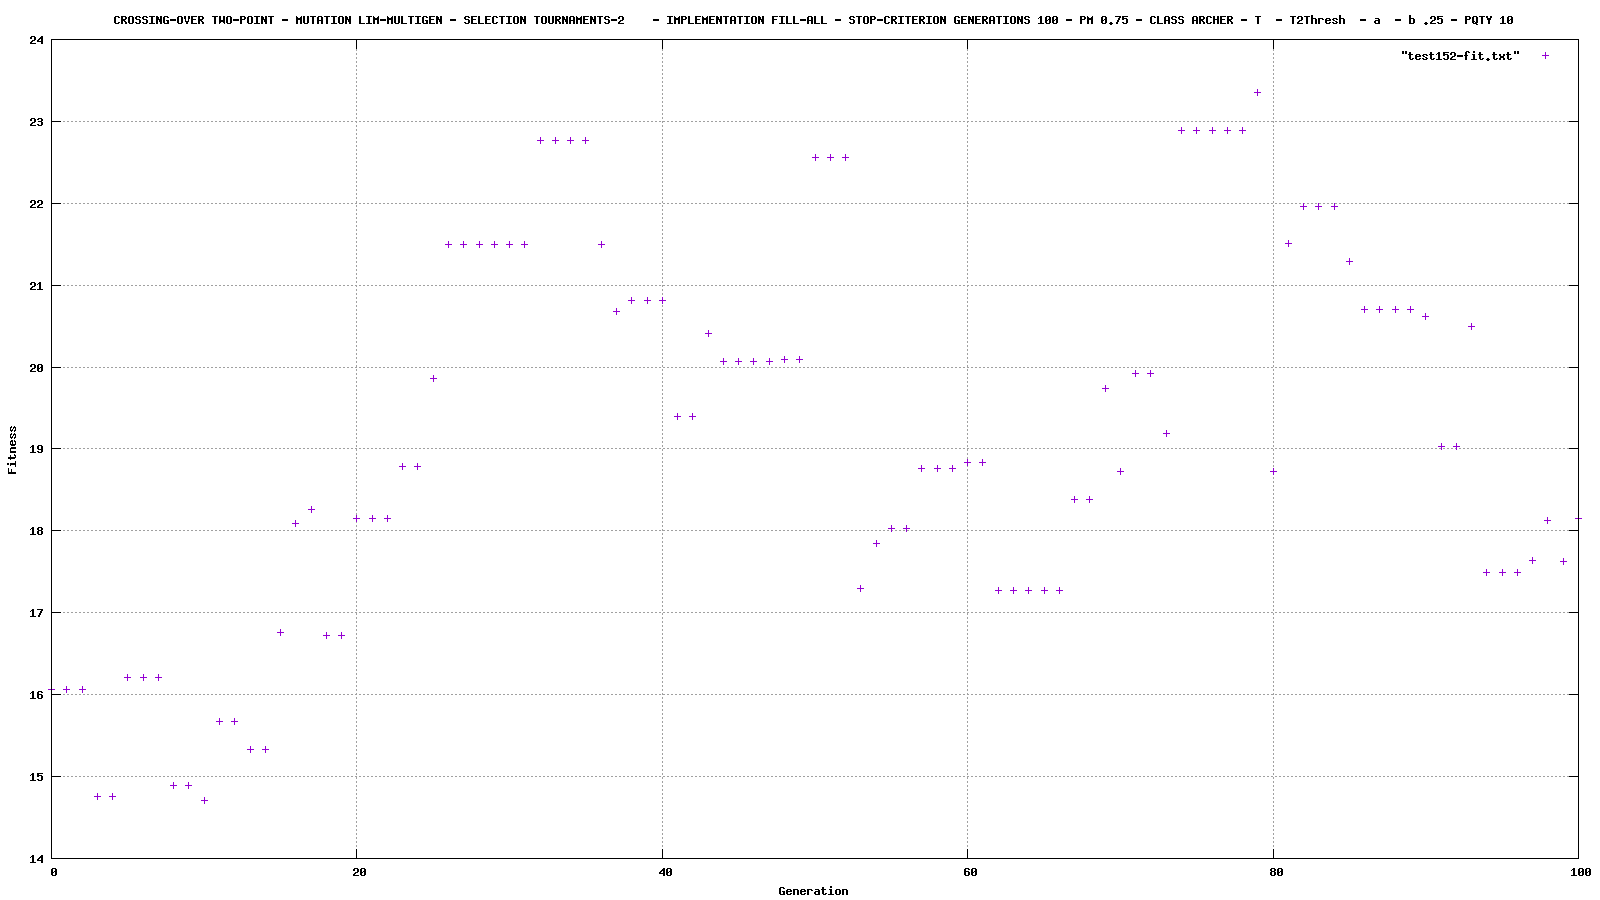 CROSSING-OVER TWO-POINT - MUTATION LIM-MULTIGEN - SELECTION TOURNAMENTS-2    - IMPLEMENTATION FILL-ALL - STOP-CRITERION GENERATIONS 100 - PM 0.75 - CLASS ARCHER - T  - T2Thresh  - a  - b .25 - PQTY 10
"test152-fit.txt"
24
23
22
21
20
19
18
17
16
15
14
Fitness
0 20 40 60 80 100
Generation